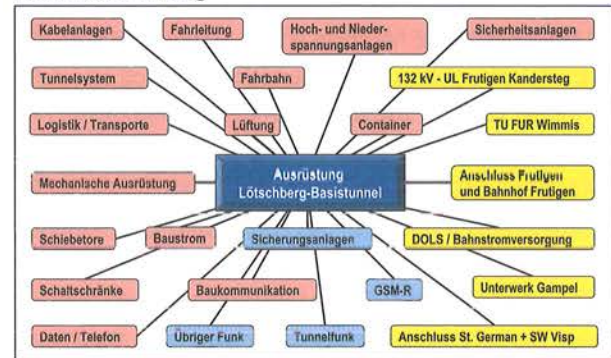 Kabelanlagen
Fahrleitung
Hoch- und Nieder-
spannungsanlagen
Sicherheitsanlagen
Tunnelsystem
Fahrbahn
132 kV - UL Frutigen Kandersteg
Logistik / Transporte
Lüftung
Container
TU FUR Wimmis
Mechanische Ausrüstung
Ausrüstung
Lötschberg-Basistunnel
Anschluss Frutigen
und Bahnhof Frutigen
Schiebetore
Baustrom
Sicherungsanlagen
DOLS / Bahnstromversorgung
Schaltschränke
Baukommunikation
GSM-R
Unterwerk Gampel
Daten / Telefon
Übriger Funk
Tunnelfunk
Anschluss St. German + SW Visp